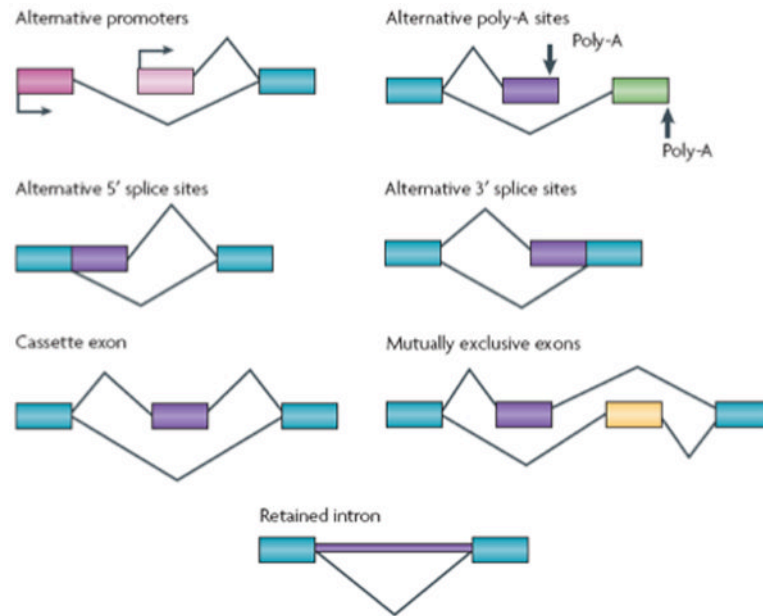 Alternative promoters
Alternative poly-A sites
Poly-A
Poly-A
Alternative 5′ splice sites
Alternative 3′ splice sites
Cassette exon
Mutually exclusive exons
Retained intron